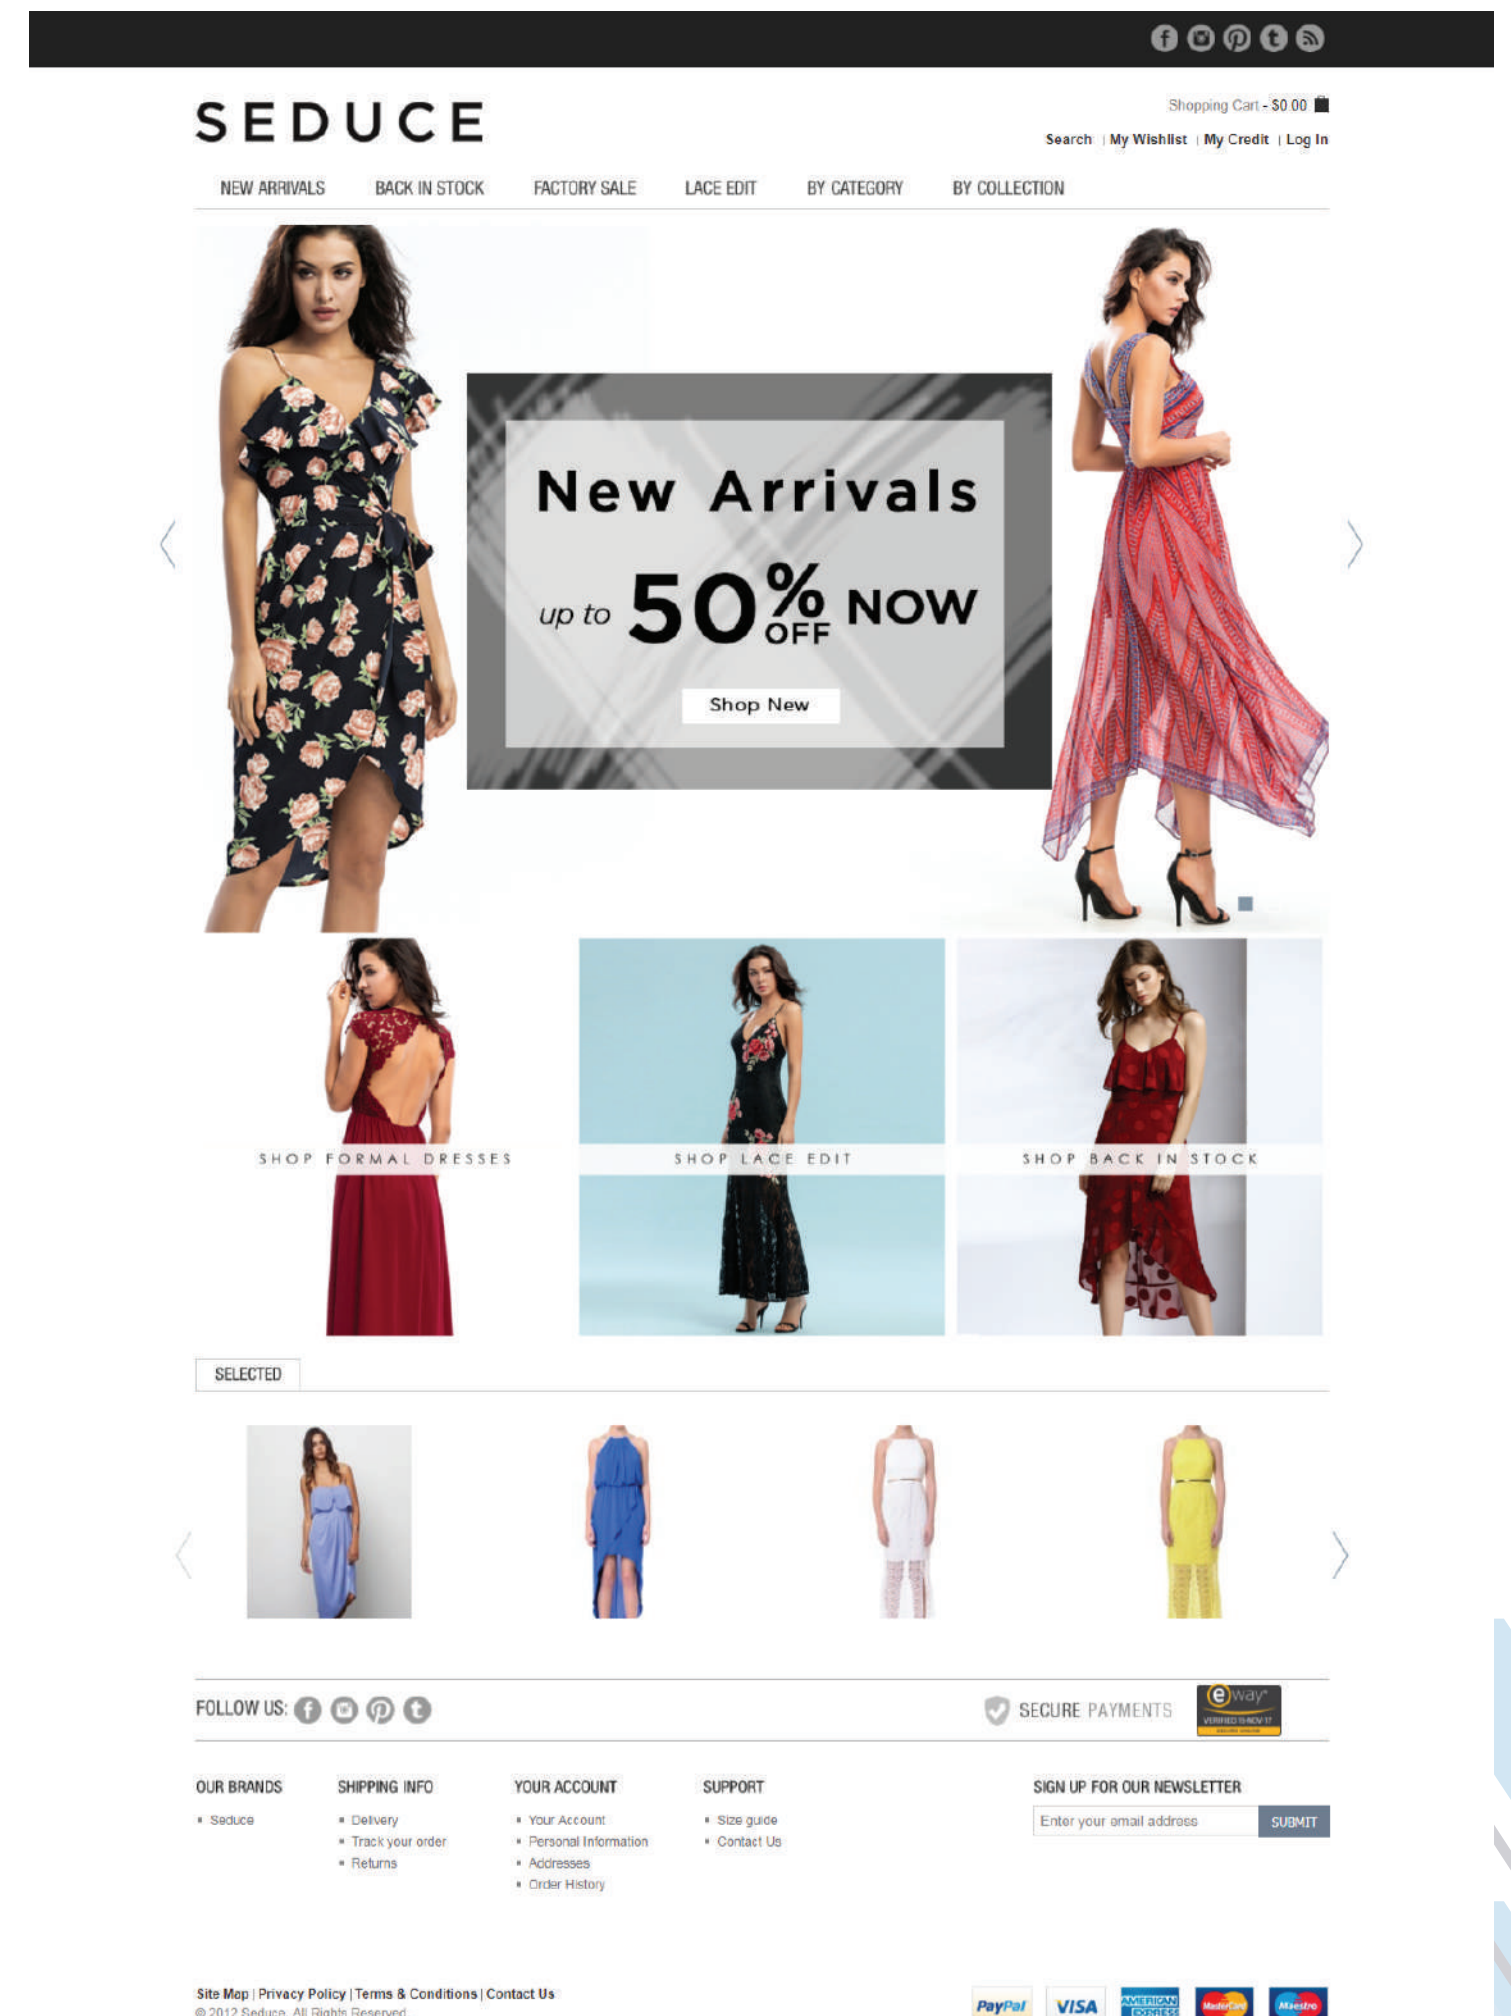 SEDUCE
Shopping Cart - $0.00
Search | My Wishlist | My Credit | Log In
NEW ARRIVALS BACK IN STOCK FACTORY SALE LACE EDIT BY CATEGORY BY COLLECTION
New Arrivals
up to 50% OFF NOW
Shop New
SHOP FORMAL DRESSES
SHOP LACE EDIT
SHOP BACK IN STOCK
SELECTED
FOLLOW US:
SECURE PAYMENTS
eway
VERIFIED 15-NOV-17
OUR BRANDS
Seduce
SHIPPING INFO
Delivery
Track your order
Returns
YOUR ACCOUNT
Your Account
Personal Information
Addresses
Order History
SUPPORT
Size guide
Contact Us
SIGN UP FOR OUR NEWSLETTER
Enter your email address SUBMIT
Site Map | Privacy Policy | Terms & Conditions | Contact Us
© 2012 Seduce. All Rights Reserved
PayPal VISA AMERICAN EXPRESS MasterCard Maestro